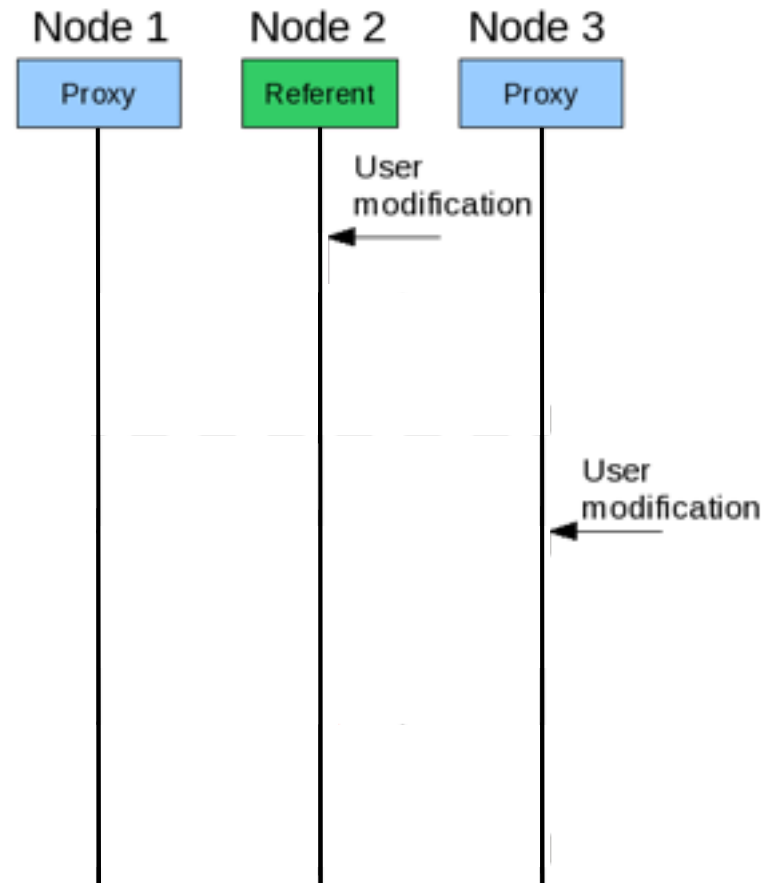 Node 1 Node 2 Node 3
Proxy Referent Proxy
User
modification
User
modification